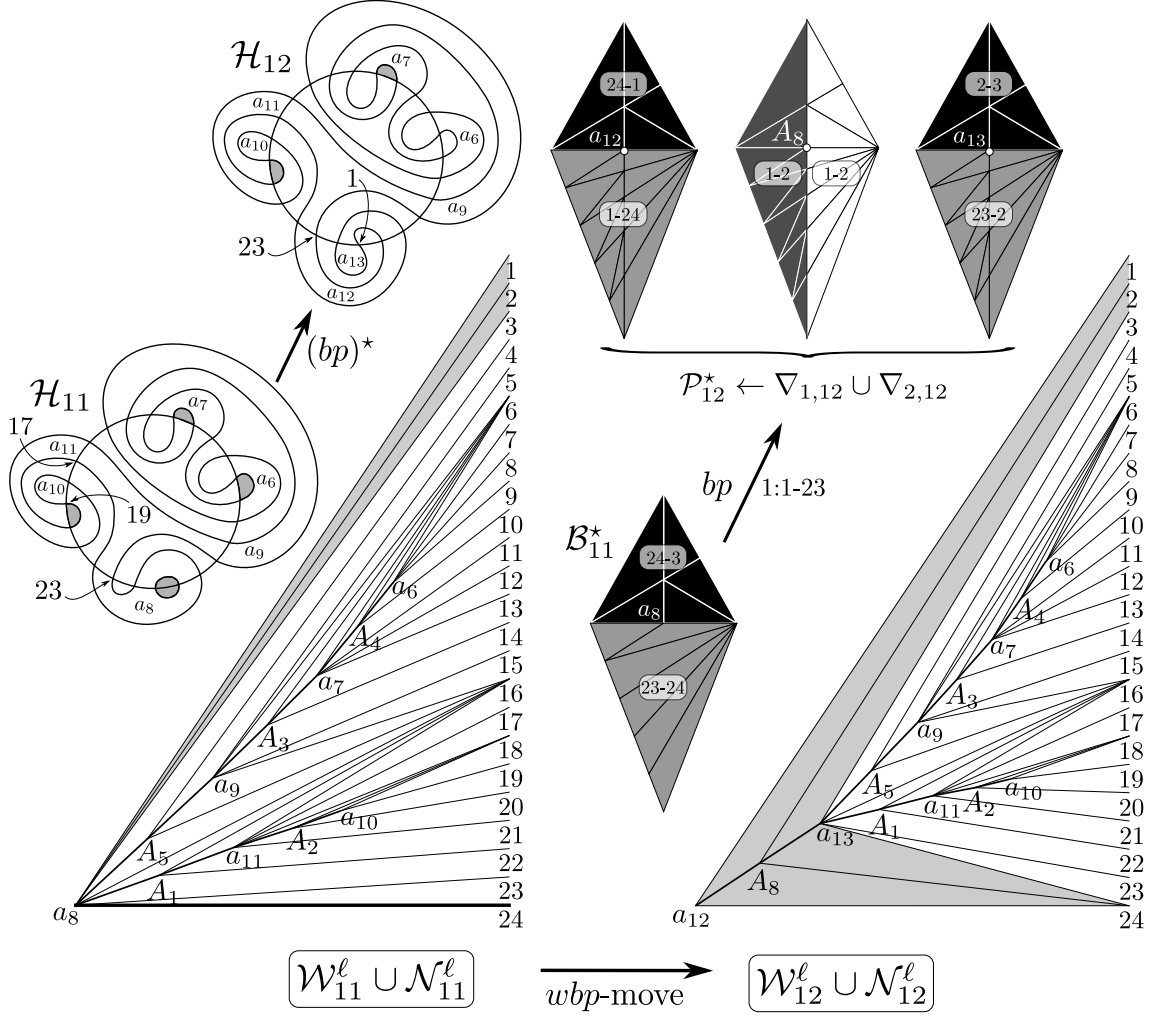 𝓗₁₂
a₇
a₁₁
a₁₀
a₆
1
a₉
23
a₁₃
a₁₂
(bp)⋆
𝓗₁₁
17
a₇
a₁₁
a₁₀
a₆
19
a₉
23
a₈
24-1
a₁₂
1-24
A₈
1-2
1-2
2-3
a₁₃
23-2
𝒫⋆₁₂ ← ∇₁,₁₂ ∪ ∇₂,₁₂
bp
1:1-23
ℬ⋆₁₁
24-3
a₈
23-24
1
2
3
4
5
6
7
8
9
10
11
12
13
14
15
16
17
18
19
20
21
22
23
24
a₆
A₄
a₇
A₃
a₉
a₁₀
A₂
A₅
a₁₁
A₁
a₈
1
2
3
4
5
6
7
8
9
10
11
12
13
14
15
16
17
18
19
20
21
22
23
24
a₆
A₄
a₇
A₃
a₉
A₅
a₁₀
a₁₁
A₂
a₁₃
A₁
A₈
a₁₂
𝒲ˡ₁₁ ∪ 𝒩ˡ₁₁
wbp-move
𝒲ˡ₁₂ ∪ 𝒩ˡ₁₂